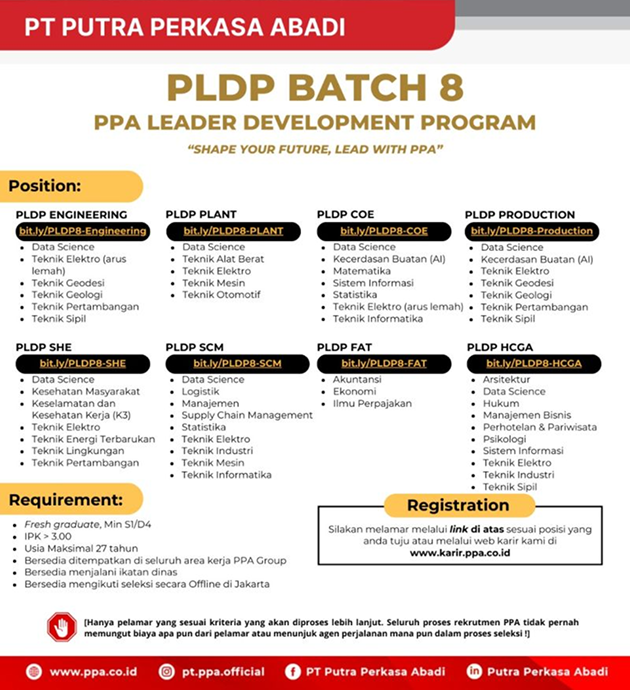 PT PUTRA PERKASA ABADI
PLDP BATCH 8
PPA LEADER DEVELOPMENT PROGRAM
“SHAPE YOUR FUTURE, LEAD WITH PPA”
Position:
PLDP ENGINEERING
bit.ly/PLDP8-Engineering
• Data Science
• Teknik Elektro (arus
lemah)
• Teknik Geodesi
• Teknik Geologi
• Teknik Pertambangan
• Teknik Sipil
PLDP PLANT
bit.ly/PLDP8-PLANT
• Data Science
• Teknik Alat Berat
• Teknik Elektro
• Teknik Mesin
• Teknik Otomotif
PLDP COE
bit.ly/PLDP8-COE
• Data Science
• Kecerdasan Buatan (AI)
• Matematika
• Sistem Informasi
• Statistika
• Teknik Elektro (arus lemah)
• Teknik Informatika
PLDP PRODUCTION
bit.ly/PLDP8-Production
• Data Science
• Kecerdasan Buatan (AI)
• Teknik Elektro
• Teknik Geodesi
• Teknik Geologi
• Teknik Pertambangan
• Teknik Sipil
PLDP SHE
bit.ly/PLDP8-SHE
• Data Science
• Kesehatan Masyarakat
• Keselamatan dan
Kesehatan Kerja (K3)
• Teknik Elektro
• Teknik Energi Terbarukan
• Teknik Lingkungan
• Teknik Pertambangan
PLDP SCM
bit.ly/PLDP8-SCM
• Data Science
• Logistik
• Manajemen
• Supply Chain Management
• Statistika
• Teknik Elektro
• Teknik Industri
• Teknik Mesin
• Teknik Informatika
PLDP FAT
bit.ly/PLDP8-FAT
• Akuntansi
• Ekonomi
• Ilmu Perpajakan
PLDP HCGA
bit.ly/PLDP8-HCGA
• Arsitektur
• Data Science
• Hukum
• Manajemen Bisnis
• Perhotelan & Pariwisata
• Psikologi
• Sistem Informasi
• Teknik Elektro
• Teknik Industri
• Teknik Sipil
Requirement:
• Fresh graduate, Min S1/D4
• IPK > 3.00
• Usia Maksimal 27 tahun
• Bersedia ditempatkan di seluruh area kerja PPA Group
• Bersedia menjalani ikatan dinas
• Bersedia mengikuti seleksi secara Offline di Jakarta
Registration
Silakan melamar melalui link di atas sesuai posisi yang
anda tuju atau melalui web karir kami di
www.karir.ppa.co.id
[Hanya pelamar yang sesuai kriteria yang akan diproses lebih lanjut. Seluruh proses rekrutmen PPA tidak pernah
memungut biaya apa pun dari pelamar atau menunjuk agen perjalanan mana pun dalam proses seleksi !]
www.ppa.co.id
pt.ppa.official
PT Putra Perkasa Abadi
Putra Perkasa Abadi